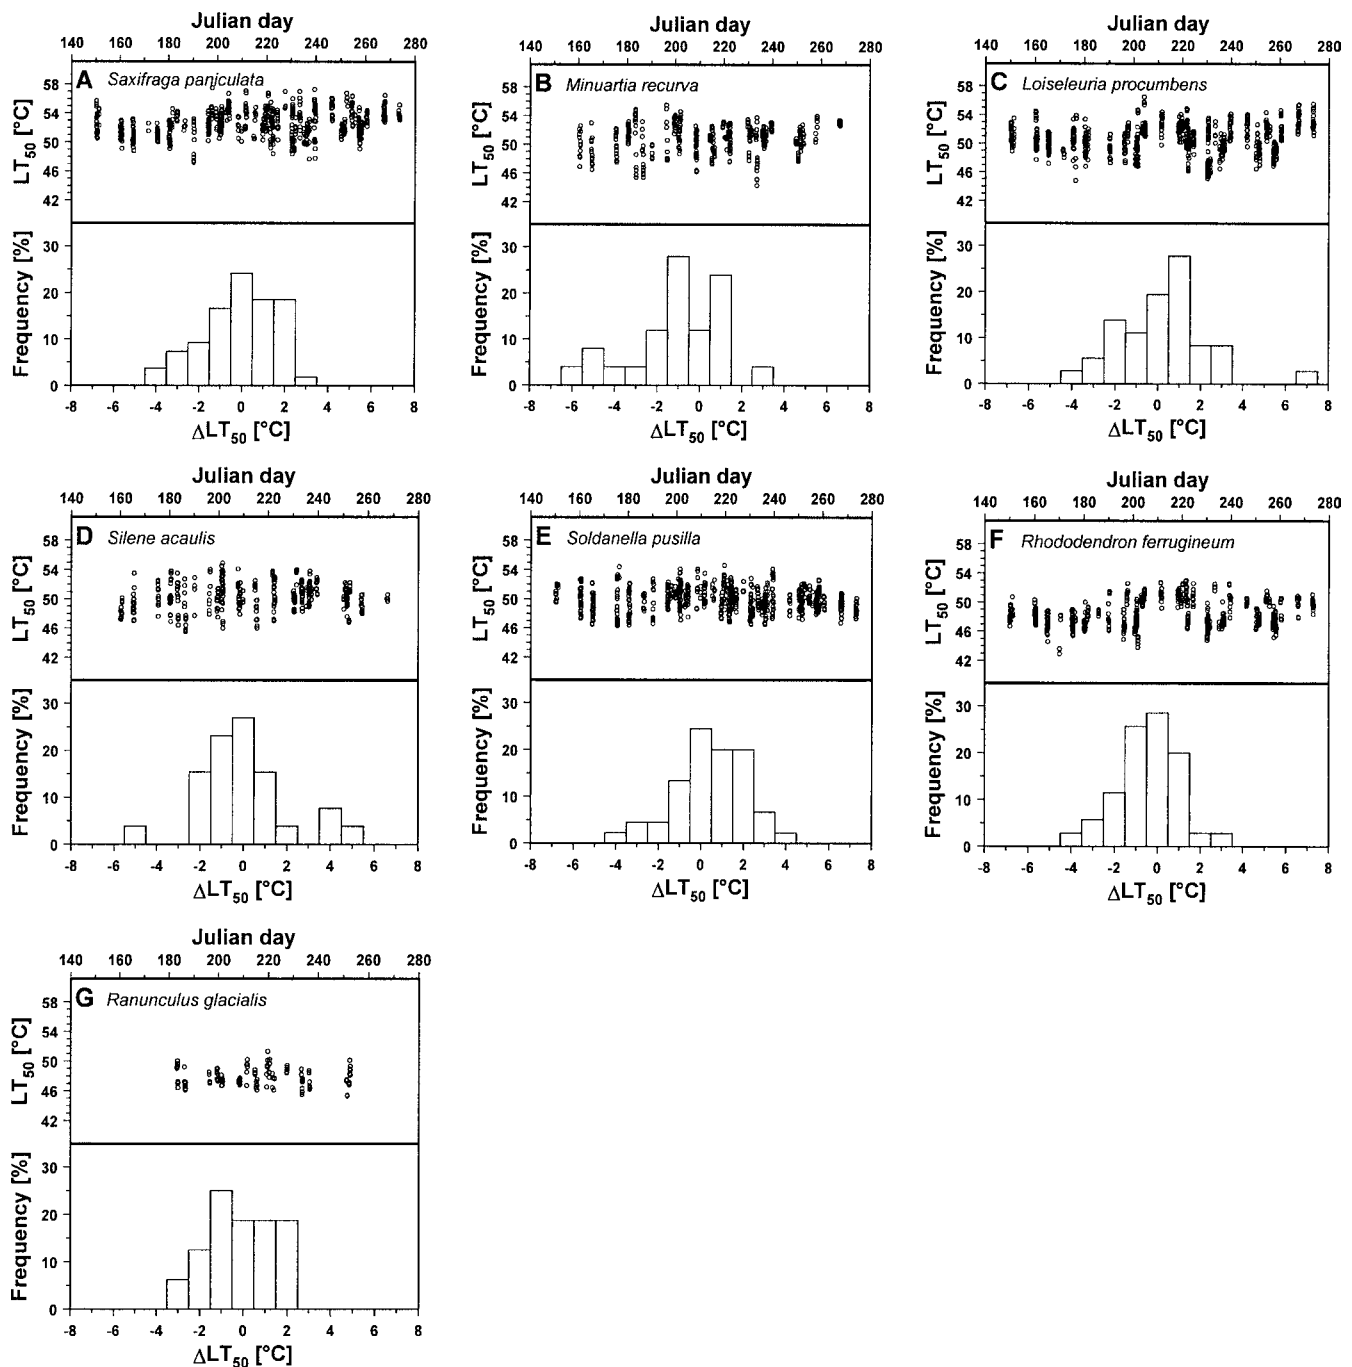 Julian day
140 160 180 200 220 240 260 280
A Saxifraga paniculata
LT50 [°C]
58
54
50
46
42
Frequency [%]
30
20
10
0
-8 -6 -4 -2 0 2 4 6 8
ΔLT50 [°C]
Julian day
140 160 180 200 220 240 260 280
B Minuartia recurva
LT50 [°C]
58
54
50
46
42
Frequency [%]
30
20
10
0
-8 -6 -4 -2 0 2 4 6 8
ΔLT50 [°C]
Julian day
140 160 180 200 220 240 260 280
C Loiseleuria procumbens
LT50 [°C]
58
54
50
46
42
Frequency [%]
30
20
10
0
-8 -6 -4 -2 0 2 4 6 8
ΔLT50 [°C]
Julian day
140 160 180 200 220 240 260 280
D Silene acaulis
LT50 [°C]
58
54
50
46
42
Frequency [%]
30
20
10
0
-8 -6 -4 -2 0 2 4 6 8
ΔLT50 [°C]
Julian day
140 160 180 200 220 240 260 280
E Soldanella pusilla
LT50 [°C]
58
54
50
46
42
Frequency [%]
30
20
10
0
-8 -6 -4 -2 0 2 4 6 8
ΔLT50 [°C]
Julian day
140 160 180 200 220 240 260 280
F Rhododendron ferrugineum
LT50 [°C]
58
54
50
46
42
Frequency [%]
30
20
10
0
-8 -6 -4 -2 0 2 4 6 8
ΔLT50 [°C]
Julian day
140 160 180 200 220 240 260 280
G Ranunculus glacialis
LT50 [°C]
58
54
50
46
42
Frequency [%]
30
20
10
0
-8 -6 -4 -2 0 2 4 6 8
ΔLT50 [°C]